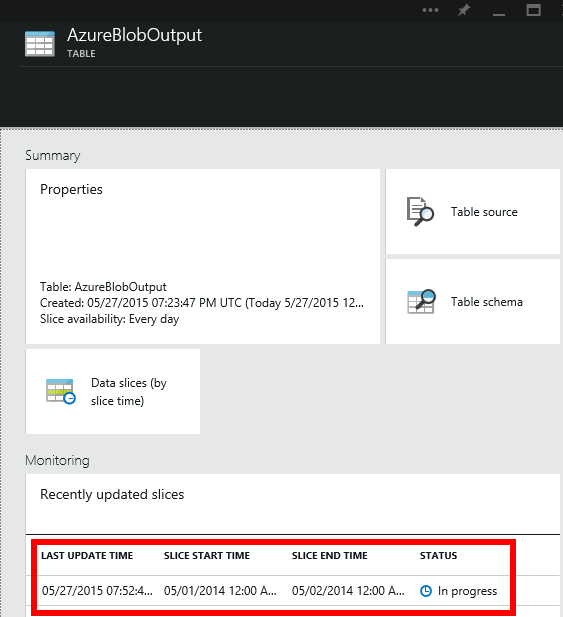 AzureBlobOutput
TABLE
Summary
Properties
Table: AzureBlobOutput
Created: 05/27/2015 07:23:47 PM UTC (Today 5/27/2015 12...
Slice availability: Every day
Table source
Table schema
Data slices (by
slice time)
Monitoring
Recently updated slices
LAST UPDATE TIME SLICE START TIME SLICE END TIME STATUS
05/27/2015 07:52:4... 05/01/2014 12:00 A... 05/02/2014 12:00 A... In progress